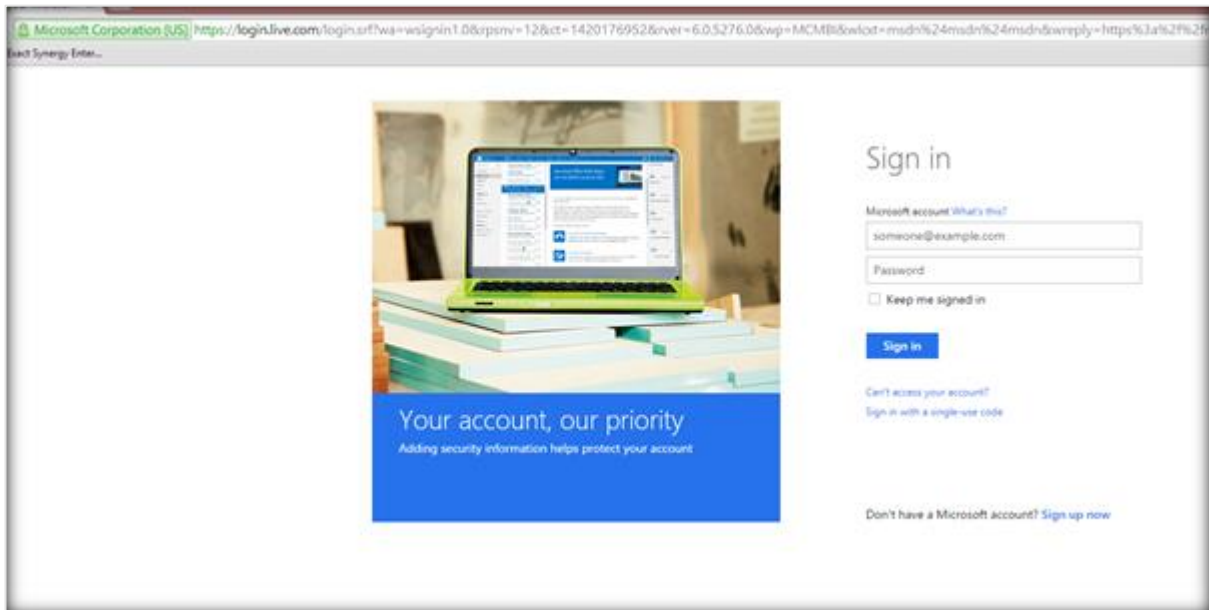 Microsoft Corporation [US] https://login.live.com/login.srf?wa=wsignin1.0&rpsnv=12&ct=1420176952&rver=6.0.5276.0&wp=MCMBI&wlcxt=msdn%24msdn%24msdn&wreply=https%3a%2f%2f
Exact Synergy Enter...
Sign in
Microsoft account What's this?
someone@example.com
Password
Keep me signed in
Sign in
Can't access your account?
Sign in with a single-use code
Your account, our priority
Adding security information helps protect your account
Don't have a Microsoft account? Sign up now